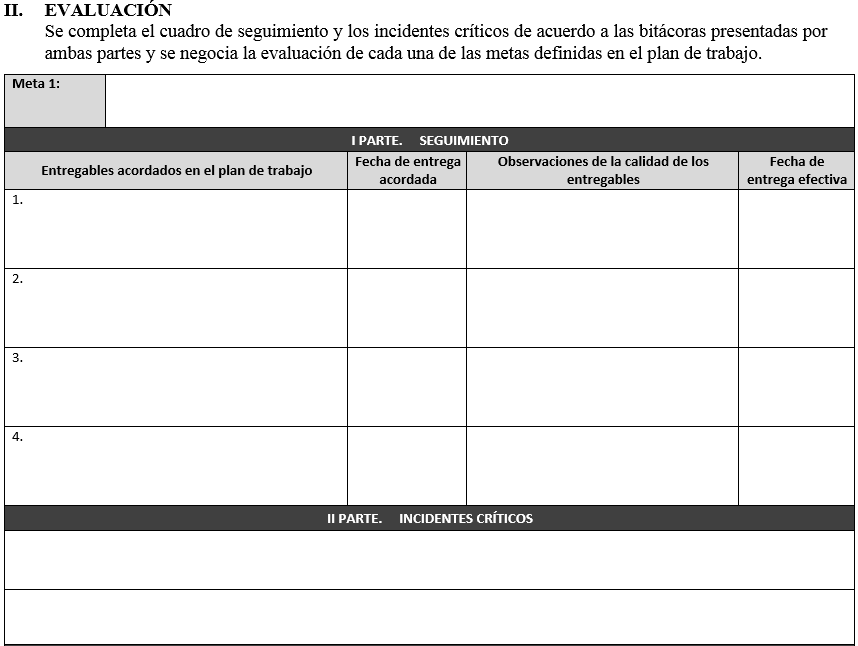 II. EVALUACIÓN
Se completa el cuadro de seguimiento y los incidentes críticos de acuerdo a las bitácoras presentadas por
ambas partes y se negocia la evaluación de cada una de las metas definidas en el plan de trabajo.
Meta 1:
I PARTE. SEGUIMIENTO
Entregables acordados en el plan de trabajo
Fecha de entrega
acordada
Observaciones de la calidad de los
entregables
Fecha de
entrega efectiva
1.
2.
3.
4.
II PARTE. INCIDENTES CRÍTICOS